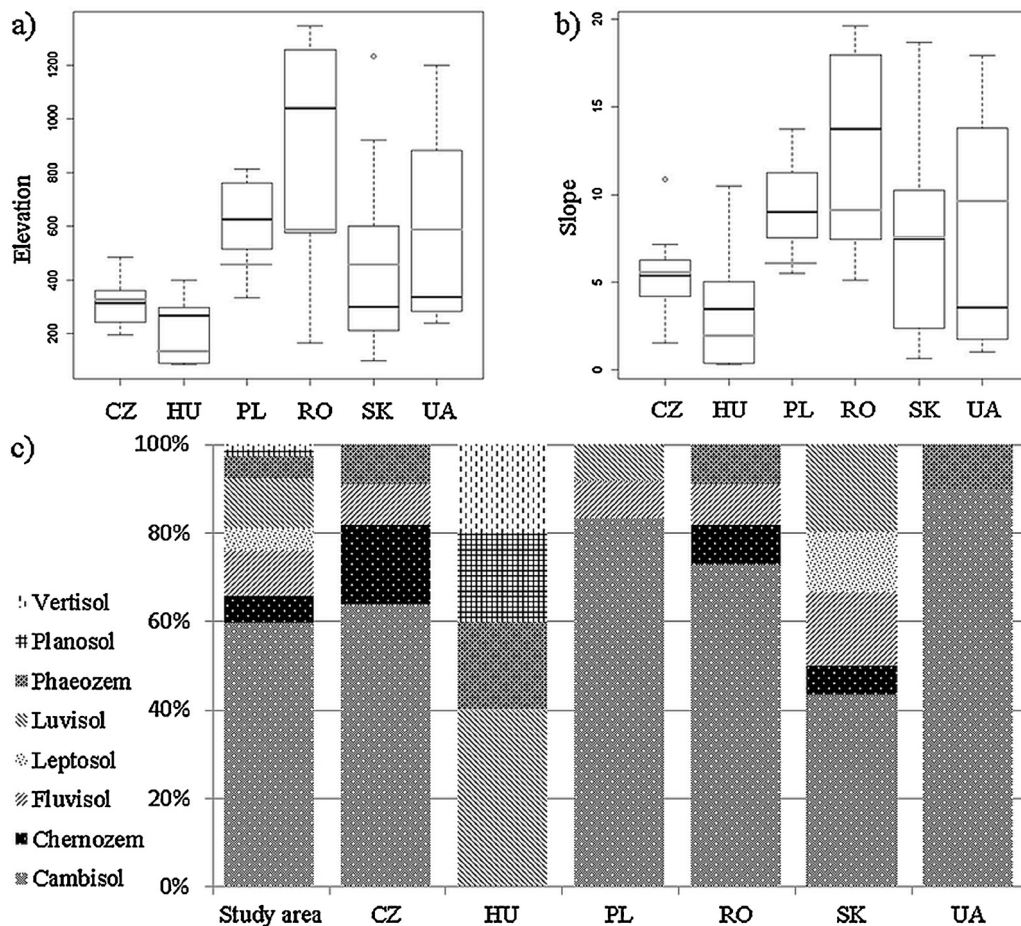 a)
Elevation
200 400 600 800 1000 1200
CZ HU PL RO SK UA
b)
Slope
0 5 10 15 20
CZ HU PL RO SK UA
c)
100%
80%
60%
40%
20%
0%
Vertisol
Planosol
Phaeozem
Luvisol
Leptosol
Fluvisol
Chernozem
Cambisol
Study area CZ HU PL RO SK UA